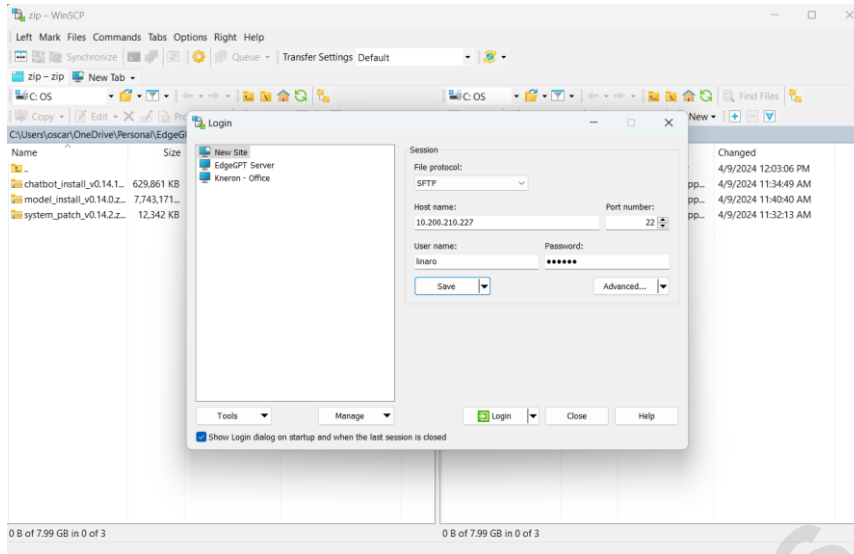 zip – WinSCP
Left Mark Files Commands Tabs Options Right Help
Synchronize Queue Transfer Settings Default
zip – zip New Tab
C: OS C: OS Find Files
Copy Edit New
C:\Users\oscar\OneDrive\Personal\EdgeG
Name Size Changed
.. 4/9/2024 12:03:06 PM
chatbot_install_v0.14.1... 629,861 KB pp... 4/9/2024 11:34:49 AM
model_install_v0.14.0.z... 7,743,171... pp... 4/9/2024 11:40:40 AM
system_patch_v0.14.2.z... 12,342 KB pp... 4/9/2024 11:32:13 AM
Login
New Site
EdgeGPT Server
Kneron - Office
Session
File protocol:
SFTP
Host name: Port number:
10.200.210.227 22
User name: Password:
linaro ••••••
Save Advanced...
Tools Manage Login Close Help
Show Login dialog on startup and when the last session is closed
0 B of 7.99 GB in 0 of 3 0 B of 7.99 GB in 0 of 3